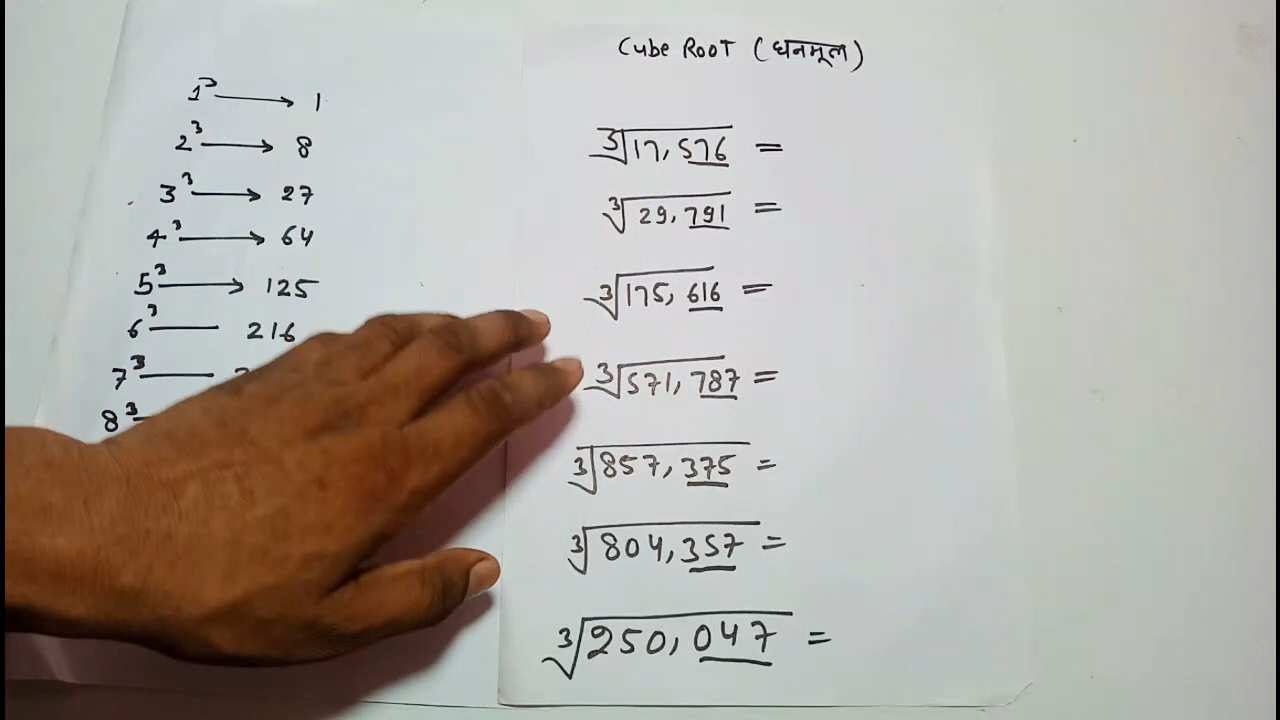 1³ → 1
2³ → 8
3³ → 27
4³ → 64
5³ → 125
6³ — 216
7³ —
8³ —
Cube Root (घनमूल)
∛17,576 =
∛29,791 =
∛175,616 =
∛571,787 =
∛857,375 =
∛804,357 =
∛250,047 =